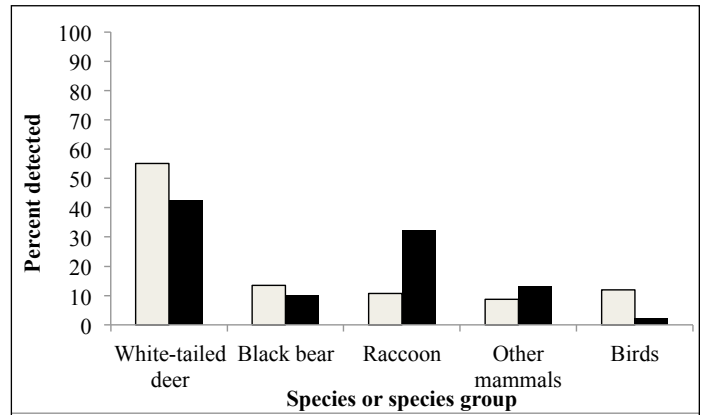 100
90
80
70
60
50
40
30
20
10
0
Percent detected
White-tailed deer
Black bear
Raccoon
Other mammals
Birds
Species or species group